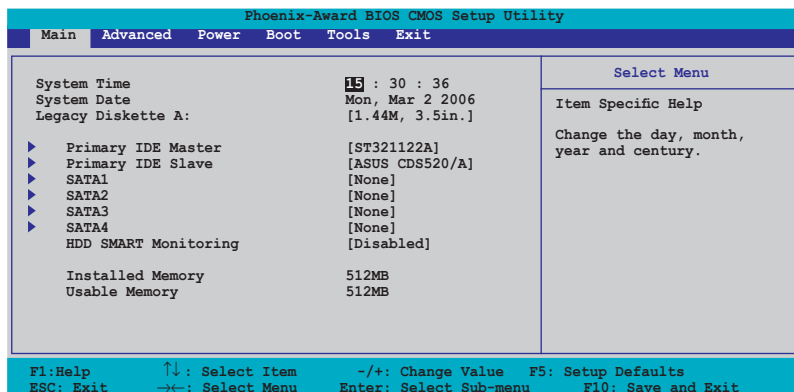 Phoenix-Award BIOS CMOS Setup Utility
Main Advanced Power Boot Tools Exit
Select Menu
System Time 15 : 30 : 36
System Date Mon, Mar 2 2006
Legacy Diskette A: [1.44M, 3.5in.]
Item Specific Help
Change the day, month,
year and century.
Primary IDE Master [ST321122A]
Primary IDE Slave [ASUS CDS520/A]
SATA1 [None]
SATA2 [None]
SATA3 [None]
SATA4 [None]
HDD SMART Monitoring [Disabled]
Installed Memory 512MB
Usable Memory 512MB
F1:Help ↑↓: Select Item -/+: Change Value F5: Setup Defaults
ESC: Exit →←: Select Menu Enter: Select Sub-menu F10: Save and Exit